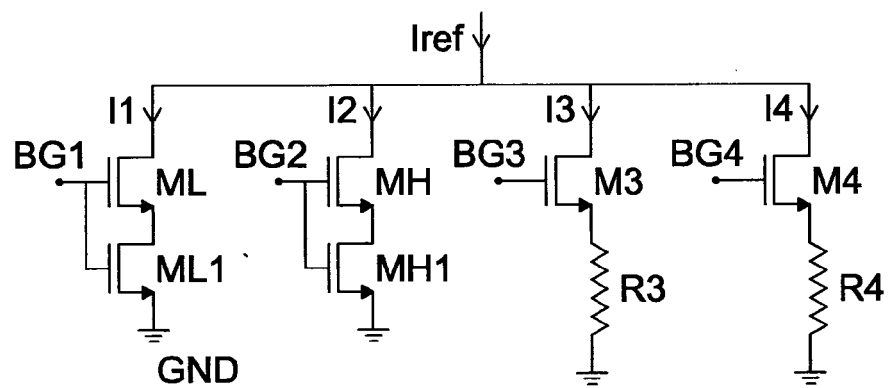 Iref
I1 I2 I3 I4
BG1 BG2 BG3 BG4
ML MH M3 M4
ML1 MH1 R3 R4
GND